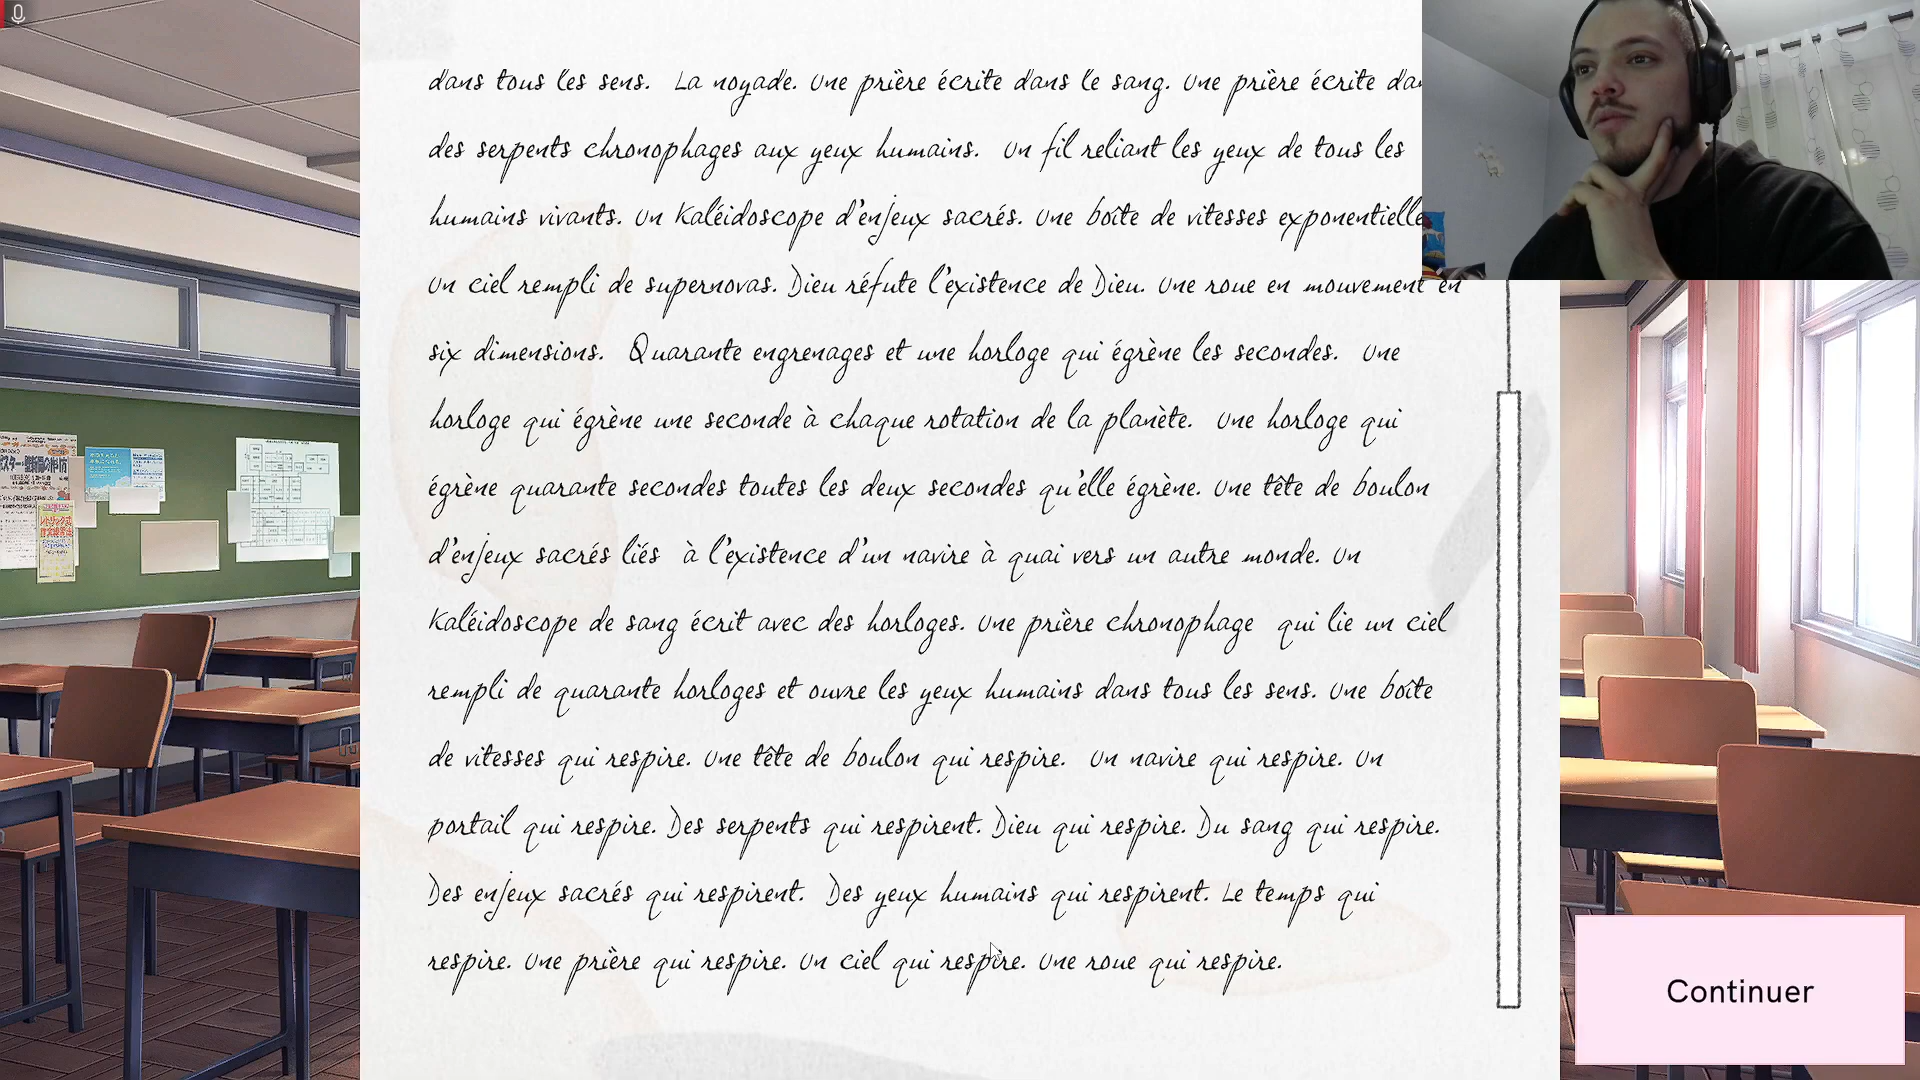 dans tous les sens.  La noyade. Une prière écrite dans le sang. Une prière écrite
des serpents chronophages aux yeux humains.  Un fil reliant les yeux de tous les
humains vivants. Un Kaléidoscope d'enjeux sacrés. Une boîte de vitesses exponentielle
Un ciel rempli de supernovas. Dieu réfute l'existence de Dieu. Une roue en mouvement en
six dimensions.  Quarante engrenages et une horloge qui égrène les secondes.  Une
horloge qui égrène une seconde à chaque rotation de la planète.  Une horloge qui
égrène quarante secondes toutes les deux secondes qu'elle égrène. Une tête de boulon
d'enjeux sacrés liés  à l'existence d'un navire à quai vers un autre monde. Un
Kaléidoscope de sang écrit avec des horloges. Une prière chronophage  qui lie un ciel
rempli de quarante horloges et ouvre les yeux humains dans tous les sens. Une boîte
de vitesses qui respire. Une tête de boulon qui respire.  Un navire qui respire. Un
portail qui respire. Des serpents qui respirent. Dieu qui respire. Du sang qui respire.
Des enjeux sacrés qui respirent.  Des yeux humains qui respirent. Le temps qui
respire. Une prière qui respire. Un ciel qui respire. Une roue qui respire.
Continuer